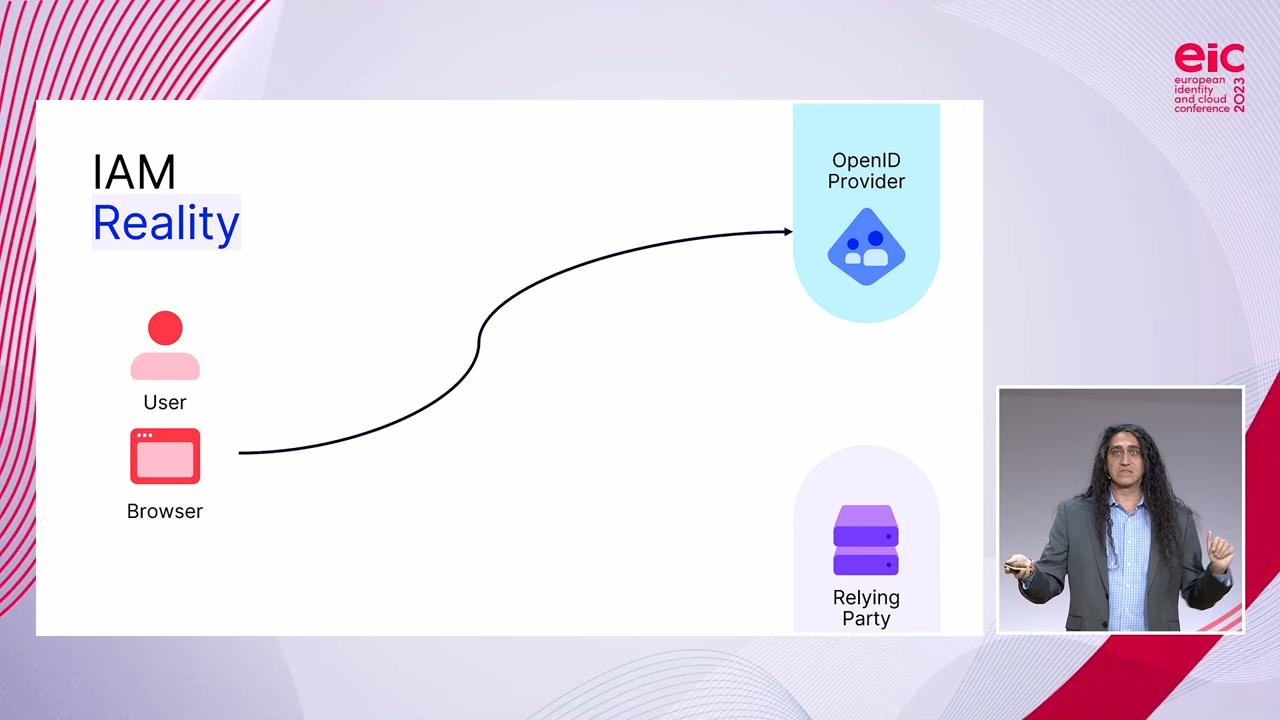 IAM
Reality
User
Browser
OpenID
Provider
Relying
Party
eic
european
identity
and cloud
conference
2023